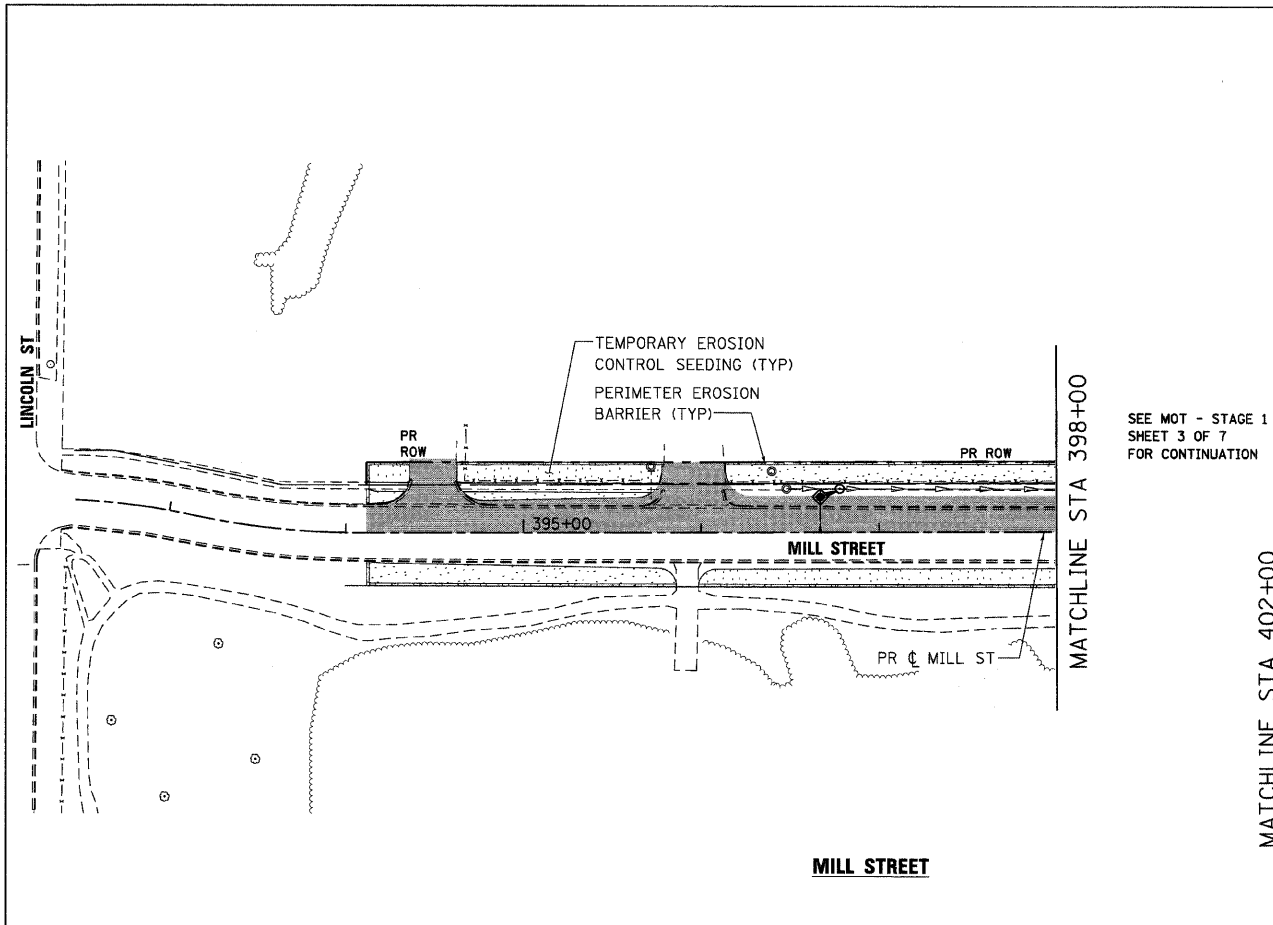 TEMPORARY EROSION
CONTROL SEEDING (TYP)
PERIMETER EROSION
BARRIER (TYP)
LINCOLN ST
PR
ROW
PR ROW
395+00
MILL STREET
PR ℄ MILL ST
MATCHLINE STA 398+00
SEE MOT - STAGE 1
SHEET 3 OF 7
FOR CONTINUATION
MATCHLINE STA 402+00
MILL STREET